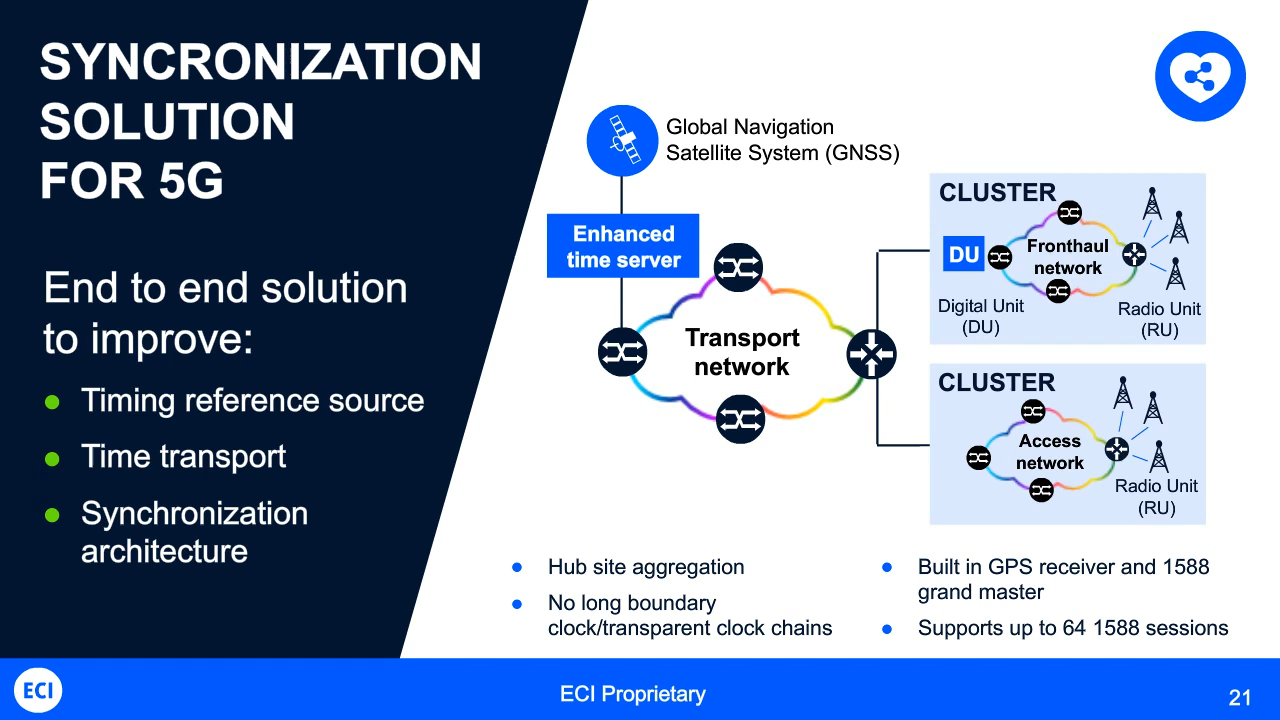 SYNCRONIZATION
SOLUTION
FOR 5G
End to end solution
to improve:
Timing reference source
Time transport
Synchronization
architecture
Global Navigation
Satellite System (GNSS)
Enhanced
time server
Transport
network
CLUSTER
DU
Fronthaul
network
Digital Unit
(DU)
Radio Unit
(RU)
CLUSTER
Access
network
Radio Unit
(RU)
Hub site aggregation
No long boundary
clock/transparent clock chains
Built in GPS receiver and 1588
grand master
Supports up to 64 1588 sessions
ECI
ECI Proprietary
21